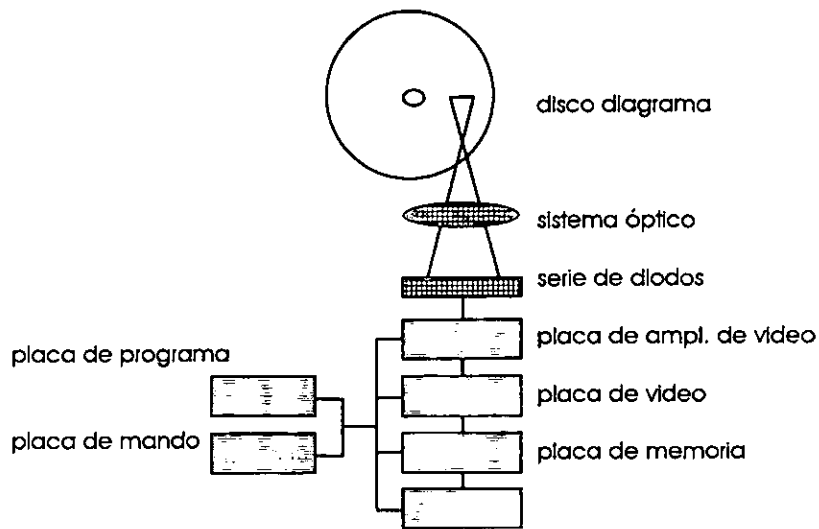 disco diagrama
sistema óptico
serie de diodos
placa de ampl. de video
placa de programa
placa de video
placa de mando
placa de memoria